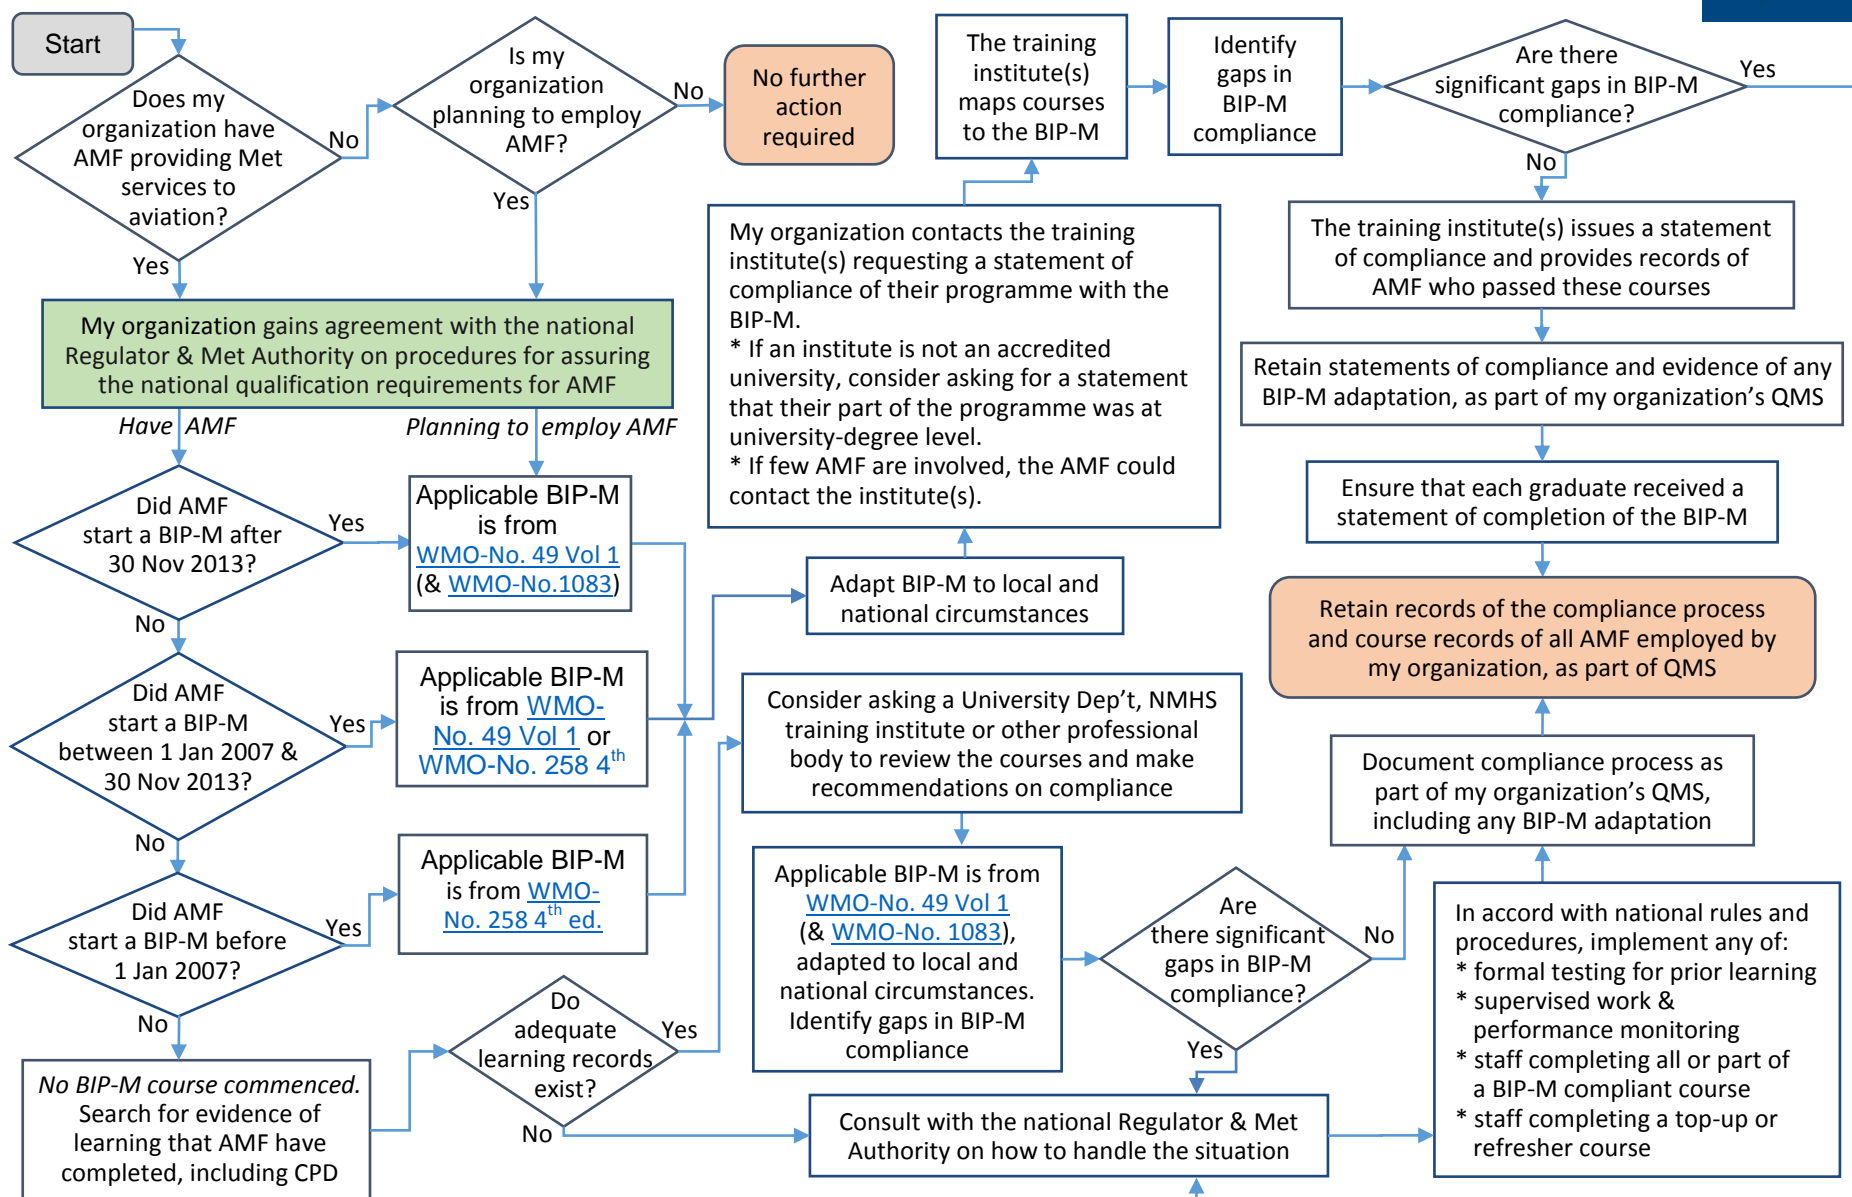 Start
Does my
organization have
AMF providing Met
services to
aviation?
No
Yes
Is my
organization
planning to employ
AMF?
No
Yes
No further
action
required
My organization gains agreement with the national
Regulator & Met Authority on procedures for assuring
the national qualification requirements for AMF
Have AMF
Planning to employ AMF
Did AMF
start a BIP-M after
30 Nov 2013?
Yes
No
Applicable BIP-M
is from
WMO-No. 49 Vol 1
(& WMO-No.1083)
Did AMF
start a BIP-M
between 1 Jan 2007 &
30 Nov 2013?
Yes
No
Applicable BIP-M
is from WMO-
No. 49 Vol 1 or
WMO-No. 258 4th
Did AMF
start a BIP-M before
1 Jan 2007?
Yes
No
Applicable BIP-M
is from WMO-
No. 258 4th ed.
No BIP-M course commenced.
Search for evidence of
learning that AMF have
completed, including CPD
Do
adequate
learning records
exist?
Yes
No
Adapt BIP-M to local and
national circumstances
My organization contacts the training
institute(s) requesting a statement of
compliance of their programme with the
BIP-M.
* If an institute is not an accredited
university, consider asking for a statement
that their part of the programme was at
university-degree level.
* If few AMF are involved, the AMF could
contact the institute(s).
The training
institute(s)
maps courses
to the BIP-M
Identify
gaps in
BIP-M
compliance
Are there
significant gaps in BIP-M
compliance?
Yes
No
The training institute(s) issues a statement
of compliance and provides records of
AMF who passed these courses
Retain statements of compliance and evidence of any
BIP-M adaptation, as part of my organization's QMS
Ensure that each graduate received a
statement of completion of the BIP-M
Retain records of the compliance process
and course records of all AMF employed by
my organization, as part of QMS
Consider asking a University Dep't, NMHS
training institute or other professional
body to review the courses and make
recommendations on compliance
Applicable BIP-M is from
WMO-No. 49 Vol 1
(& WMO-No. 1083),
adapted to local and
national circumstances.
Identify gaps in BIP-M
compliance
Are
there significant
gaps in BIP-M
compliance?
No
Yes
Document compliance process as
part of my organization's QMS,
including any BIP-M adaptation
Consult with the national Regulator & Met
Authority on how to handle the situation
In accord with national rules and
procedures, implement any of:
* formal testing for prior learning
* supervised work &
performance monitoring
* staff completing all or part of
a BIP-M compliant course
* staff completing a top-up or
refresher course